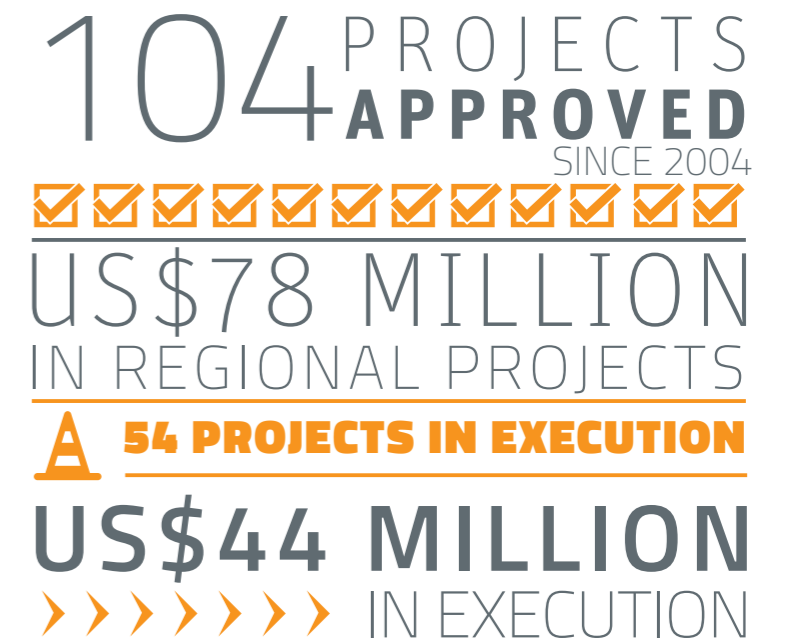 104 PROJECTS
APPROVED
SINCE 2004
US$78 MILLION
IN REGIONAL PROJECTS
54 PROJECTS IN EXECUTION
US$44 MILLION
IN EXECUTION